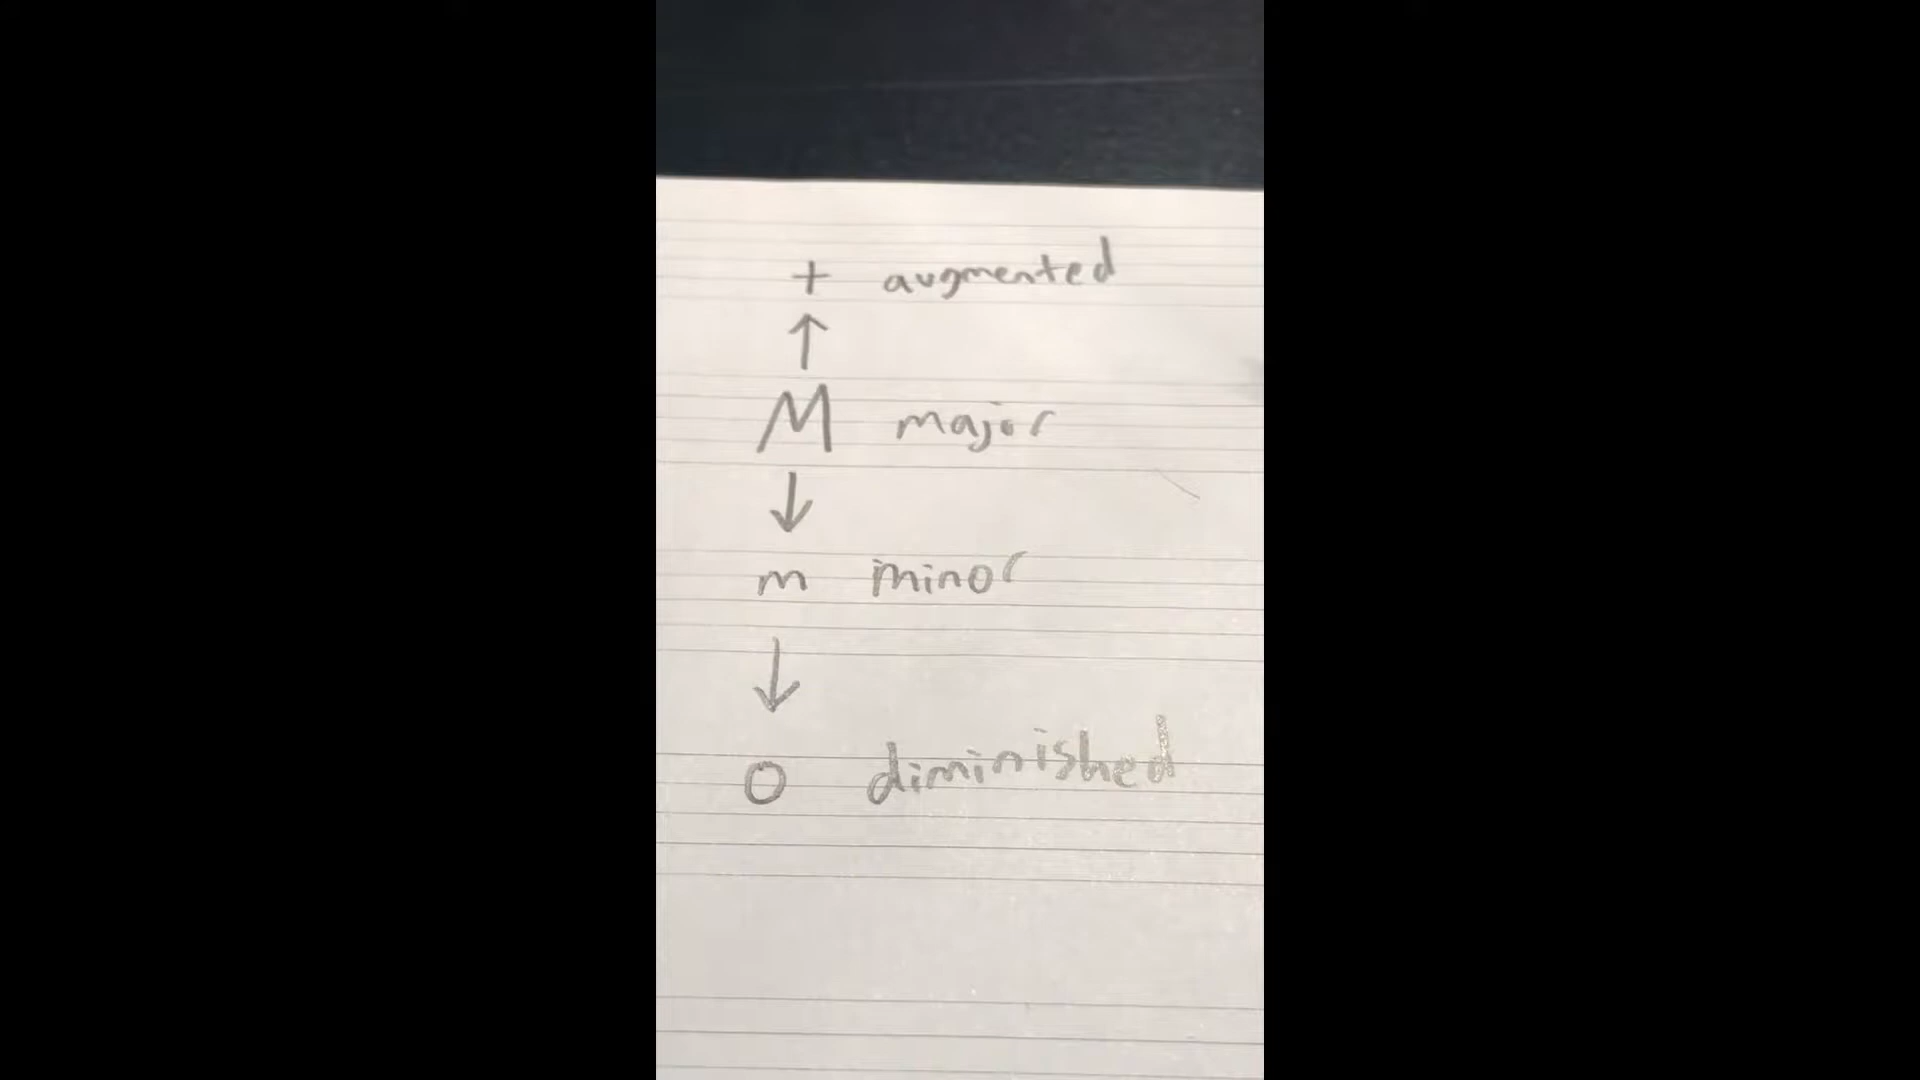 + augmented
↑
M major
↓
m minor
↓
O diminished